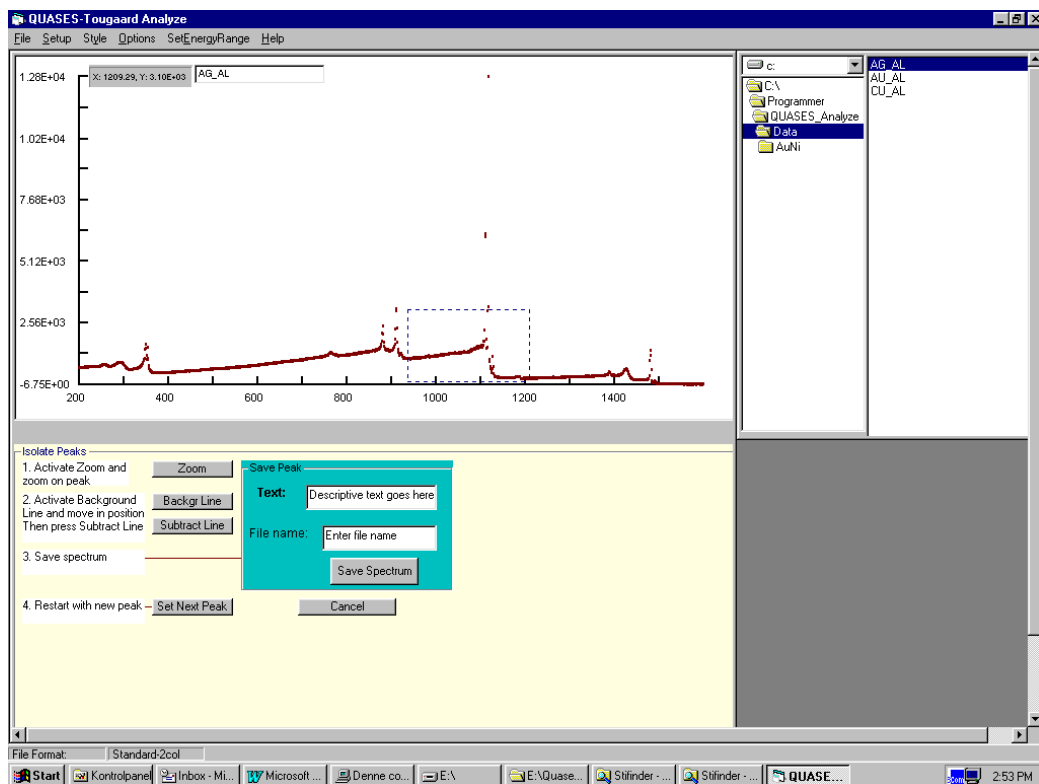 QUASES-Tougaard Analyze
File Setup Style Options SetEnergyRange Help
X: 1209.29, Y: 3.10E+03
AG_AL
1.28E+04
1.02E+04
7.68E+03
5.12E+03
2.56E+03
-6.75E+00
200 400 600 800 1000 1200 1400
c:
C:\
Programmer
QUASES_Analyze
Data
AuNi
AG_AL
AU_AL
CU_AL
Isolate Peaks
1. Activate Zoom and
zoom on peak
Zoom
2. Activate Background
Line and move in position
Then press Subtract Line
Backgr Line
Subtract Line
3. Save spectrum
Save Peak
Text: Descriptive text goes here
File name: Enter file name
Save Spectrum
4. Restart with new peak
Set Next Peak
Cancel
File Format: Standard-2col
Start Kontrolpanel Inbox - Mi... Microsoft ... Denne co... E:\ E:\Quase... Stifinder - ... Stifinder - ... QUASE... 2:53 PM